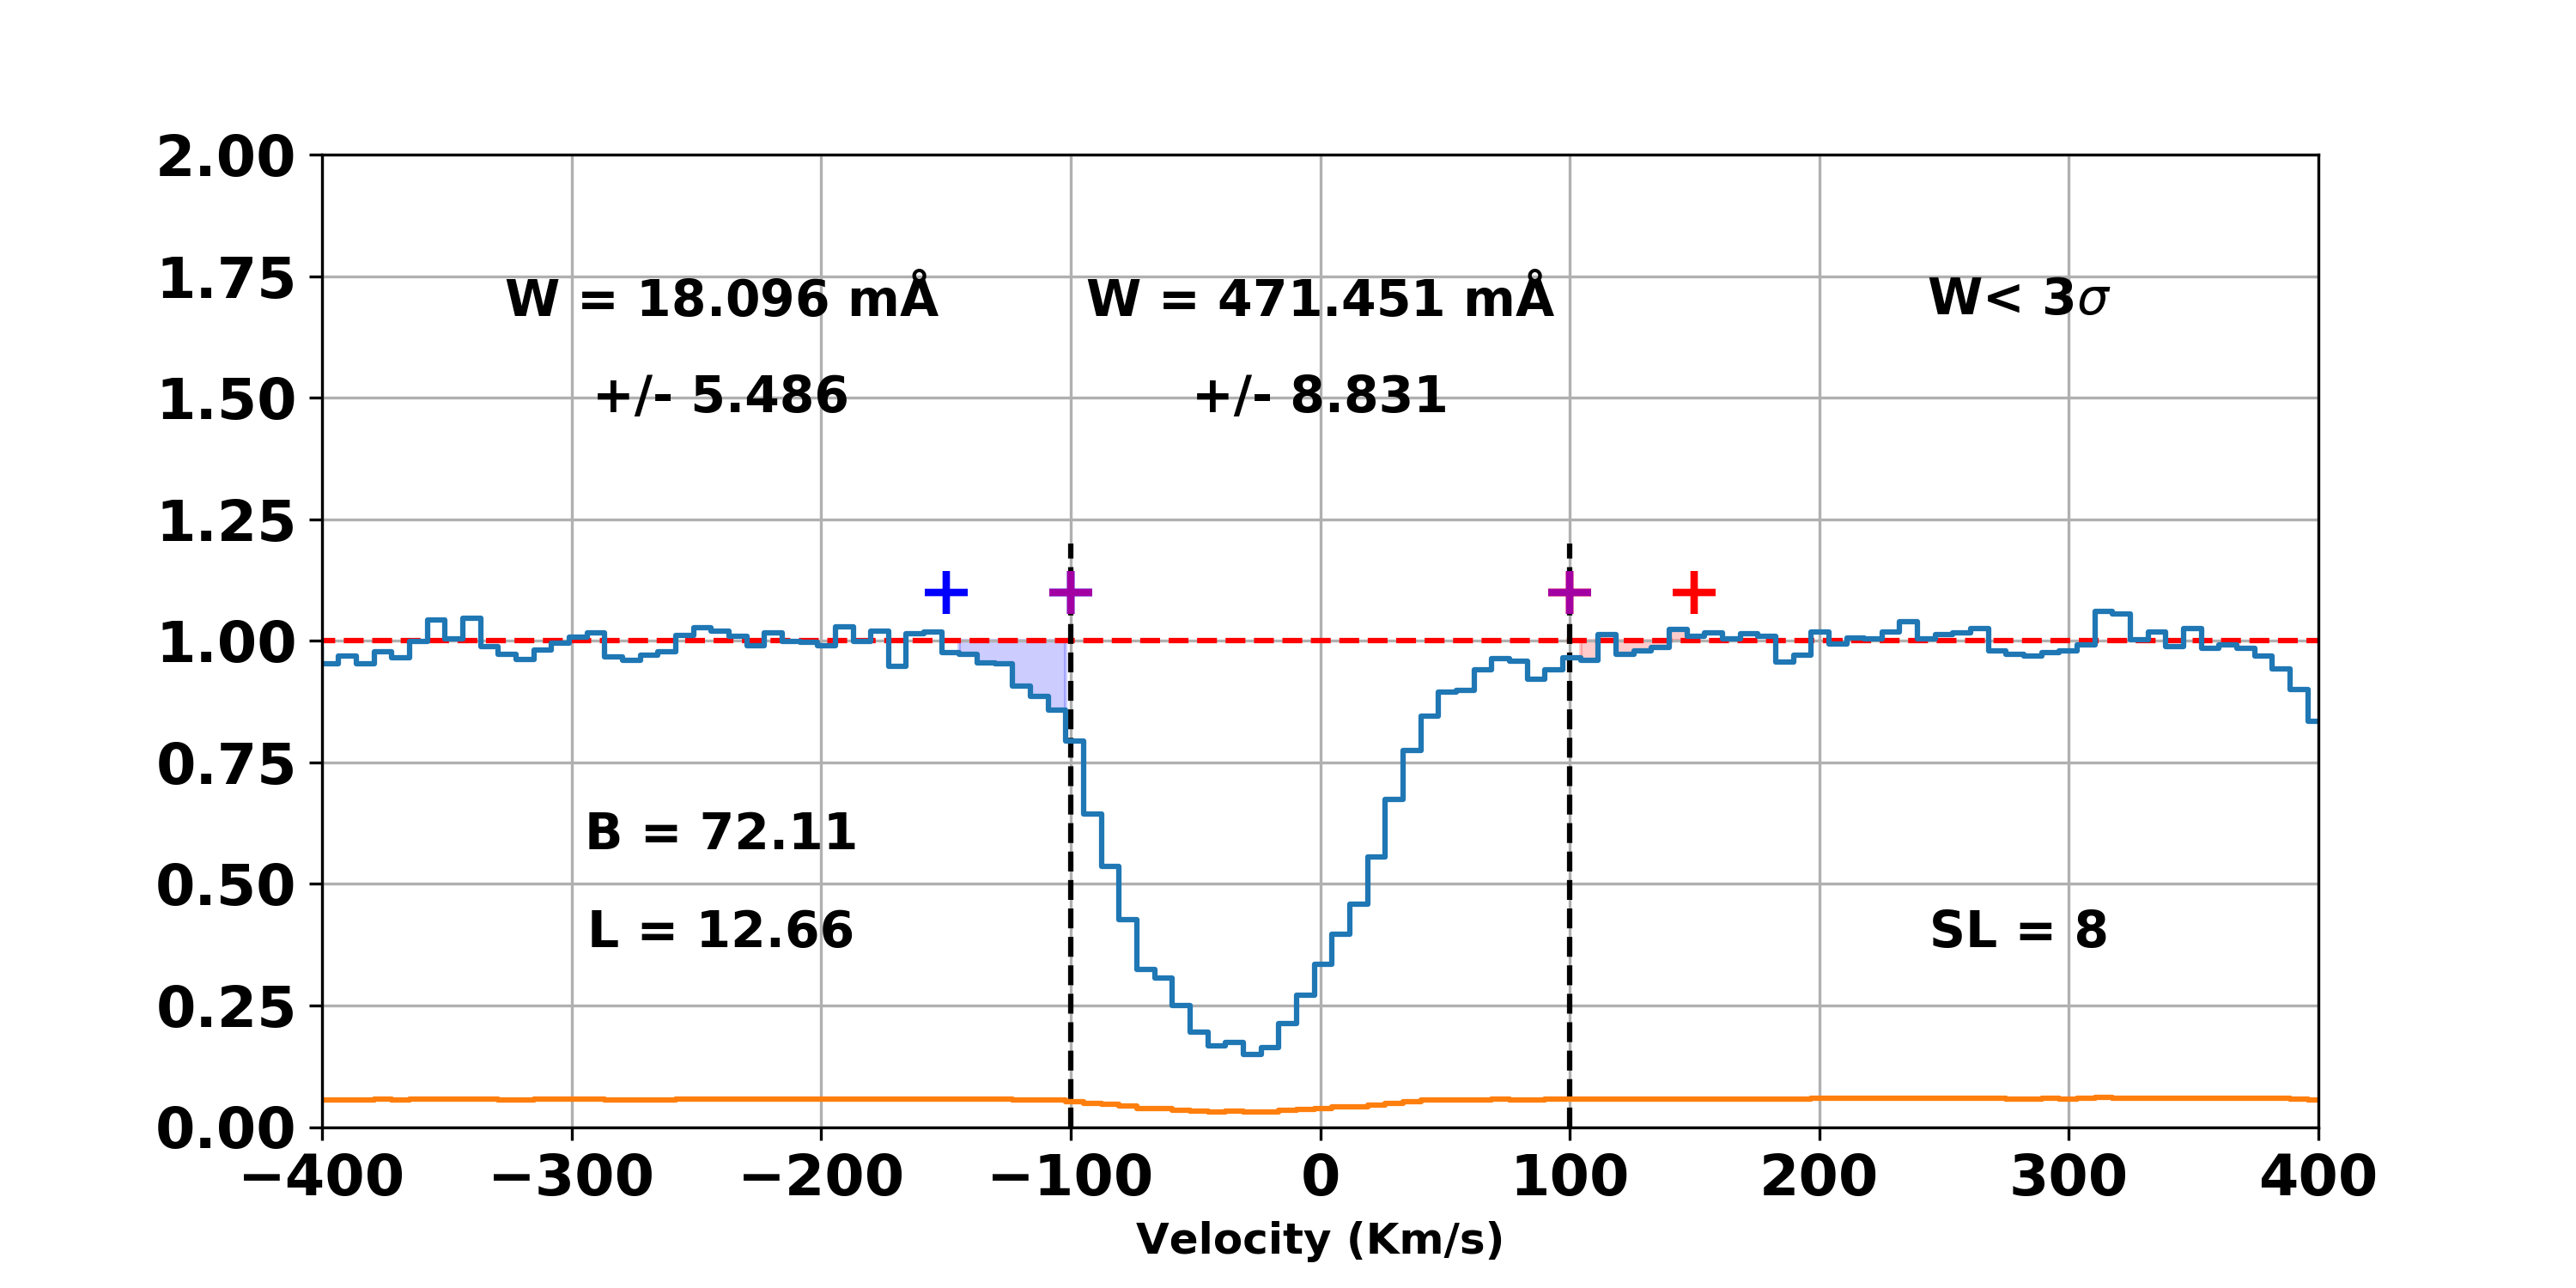 2.00
1.75
1.50
1.25
1.00
0.75
0.50
0.25
0.00
W = 18.096 mÅ
+/- 5.486
W = 471.451 mÅ
+/- 8.831
W< 3σ
B = 72.11
L = 12.66
SL = 8
−400 −300 −200 −100 0 100 200 300 400
Velocity (Km/s)